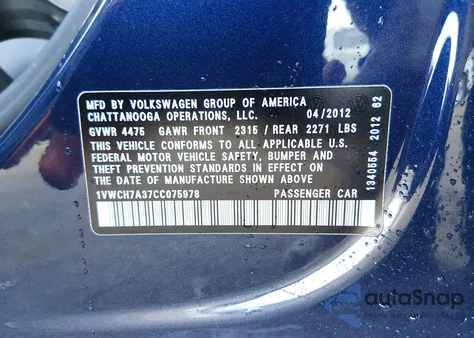 MFD BY VOLKSWAGEN GROUP OF AMERICA
CHATTANOOGA OPERATIONS, LLC. 04/2012
GVWR 4475 GAWR FRONT 2315 / REAR 2271 LBS
THIS VEHICLE CONFORMS TO ALL APPLICABLE U.S.
FEDERAL MOTOR VEHICLE SAFETY, BUMPER AND
THEFT PREVENTION STANDARDS IN EFFECT ON THE
DATE OF MANUFACTURE SHOWN ABOVE
1VWCH7A37CC075978 PASSENGER CAR
1340554 2012 62
autoSnap